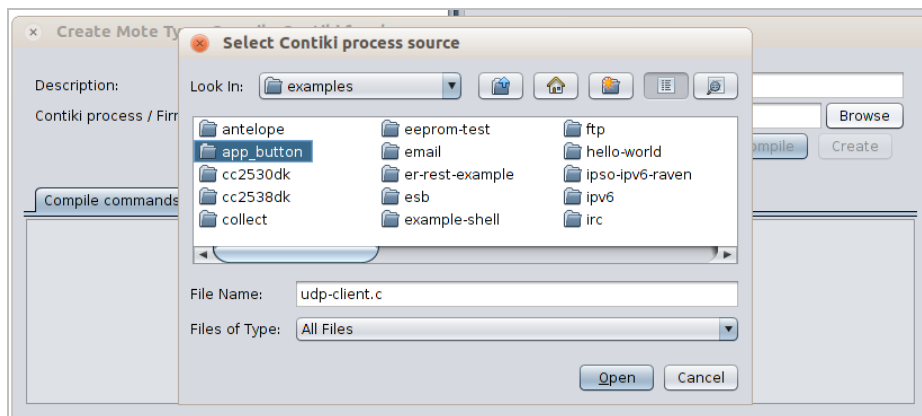 Create Mote Ty
Select Contiki process source
Description:
Look In: examples
Contiki process / Firr
Browse
antelope eeprom-test ftp
app_button email hello-world
ompile Create
cc2530dk er-rest-example ipso-ipv6-raven
cc2538dk esb ipv6
Compile commands
collect example-shell irc
File Name: udp-client.c
Files of Type: All Files
Open Cancel